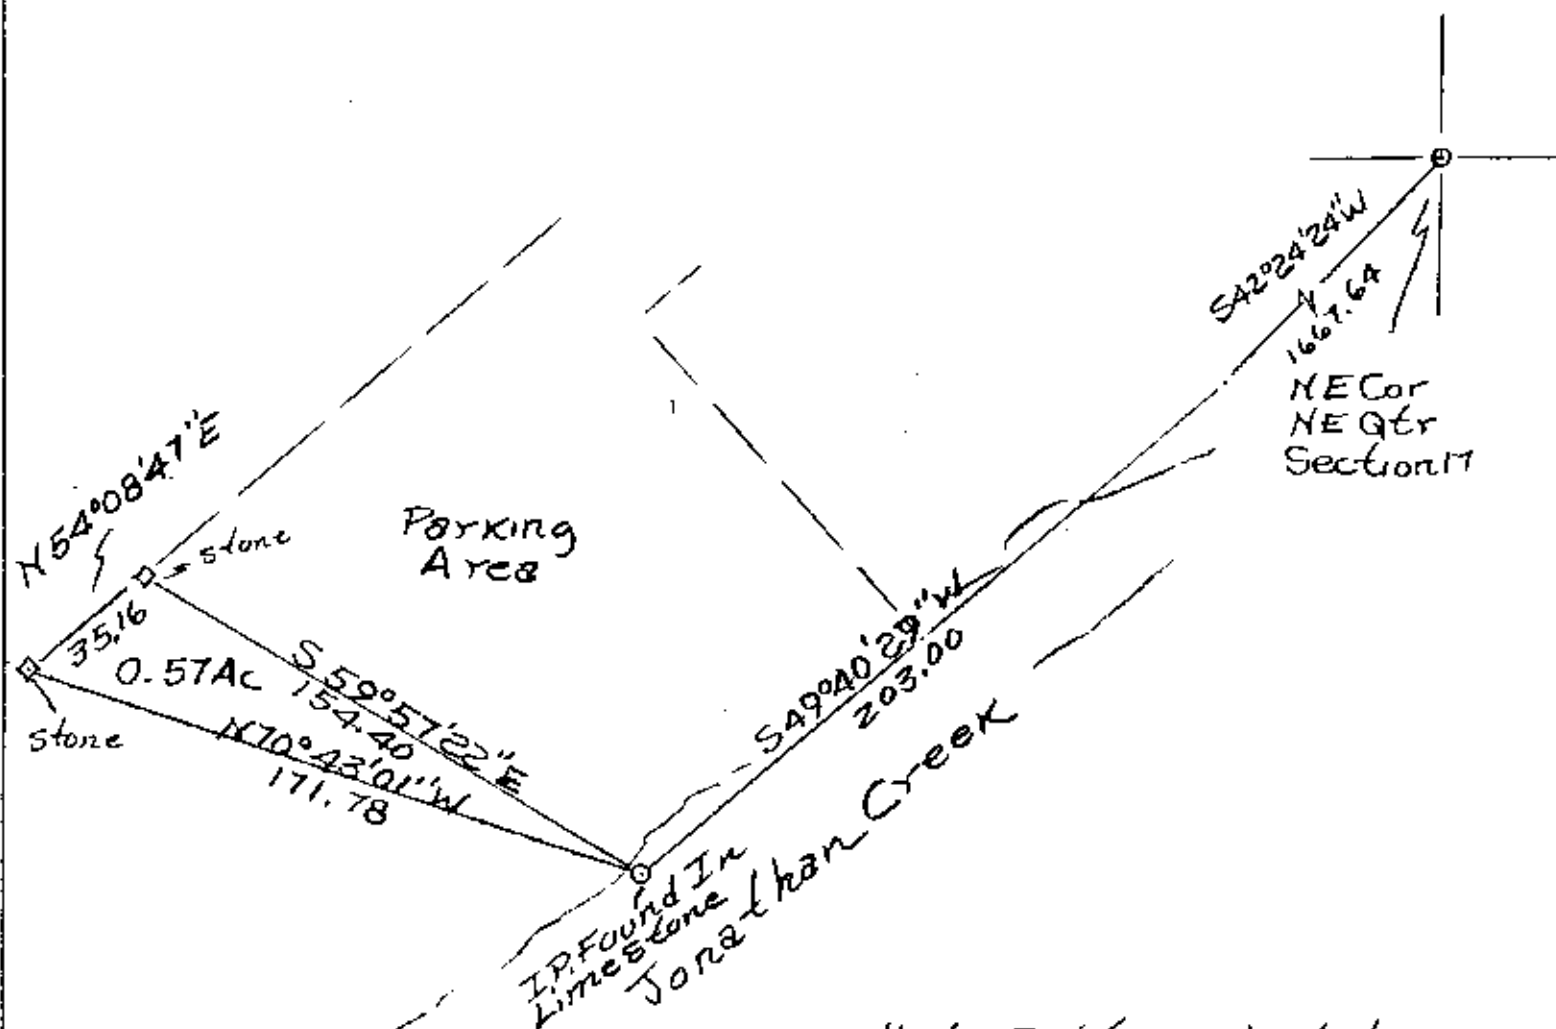 S42°24'24"W
1667.64
NE Cor
NE Qtr
Section 17
N54°08'47"E
stone
35.16
Parking
Area
0.57Ac
stone
S 59°57'22"E
154.40
N70°43'01"W
171.78
S49°40'29"W
203.00
I.P. Found In
Limestone
Jonathan Creek